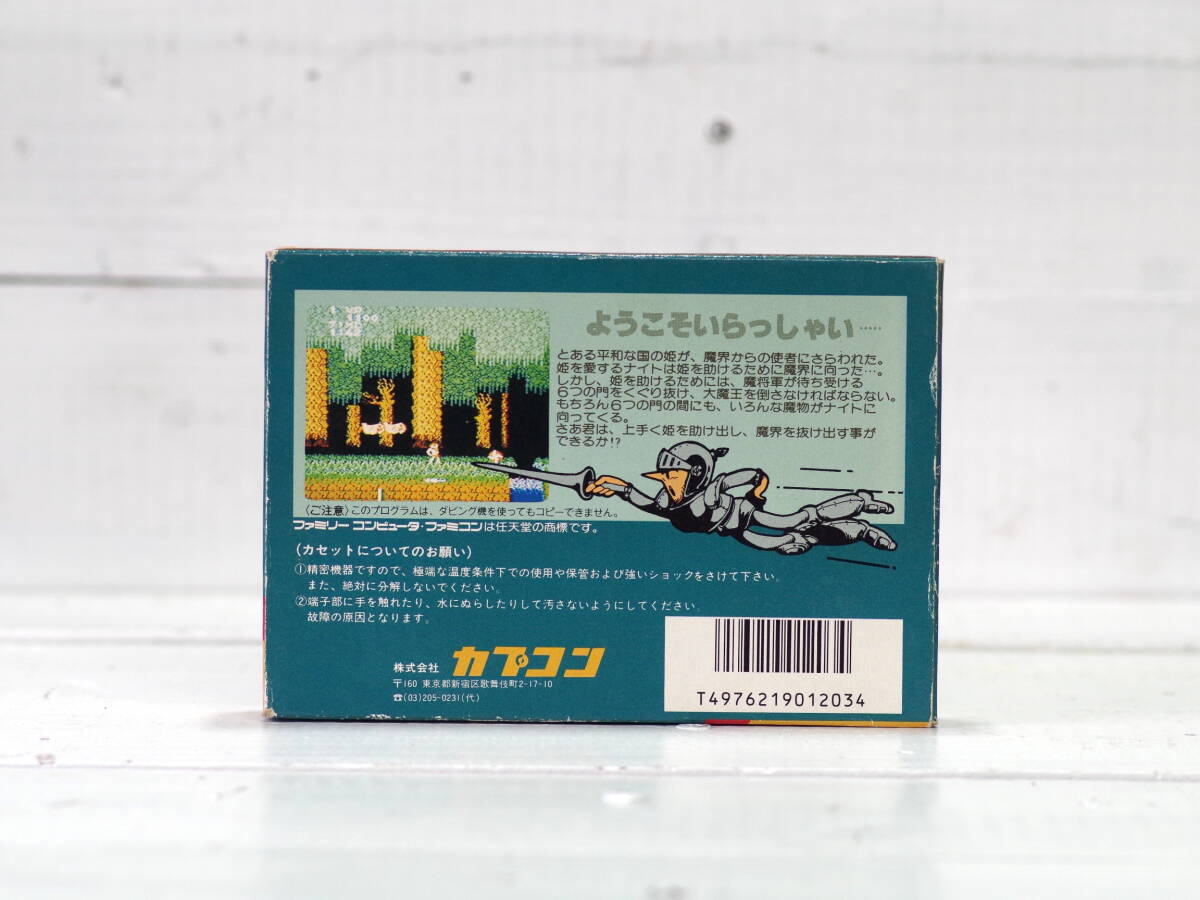 1100
ようこそいらっしゃい……
とある平和な国の姫が、魔界からの使者にさらわれた。
姫を愛するナイトは姫を助けるために魔界に向った…。
しかし、姫を助けるためには、魔将軍が待ち受ける
6つの門をくぐり抜け、大魔王を倒さなければならない。
もちろん6つの門の間にも、いろんな魔物がナイトに
向ってくる。
さあ君は、上手く姫を助け出し、魔界を抜け出す事が
できるか!?
〈ご注意〉このプログラムは、ダビング機を使ってもコピーできません。
ファミリーコンピュータ・ファミコンは任天堂の商標です。
(カセットについてのお願い)
①精密機器ですので、極端な温度条件下での使用や保管および強いショックをさけて下さい。
また、絶対に分解しないでください。
②端子部に手を触れたり、水にぬらしたりして汚さないようにしてください。
故障の原因となります。
株式会社 カプコン
〒160 東京都新宿区歌舞伎町2-17-10
☎(03)205-0231(代)
T4976219012034